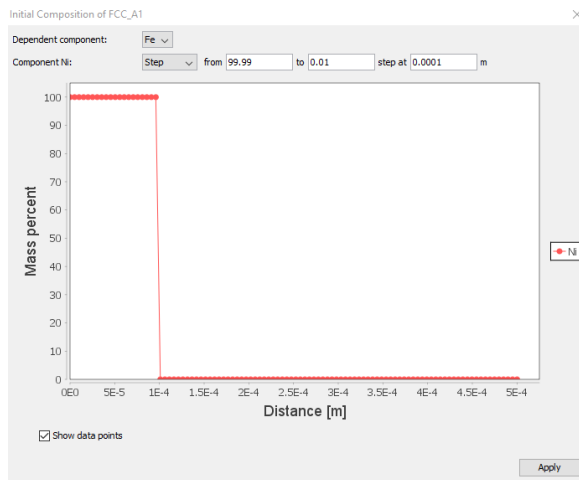 Initial Composition of FCC_A1
Dependent component: Fe
Component Ni: Step from 99.99 to 0.01 step at 0.0001 m
100
90
80
70
60
50
40
30
20
10
0
Mass percent
Ni
0E0 5E-5 1E-4 1.5E-4 2E-4 2.5E-4 3E-4 3.5E-4 4E-4 4.5E-4 5E-4
Distance [m]
Show data points
Apply